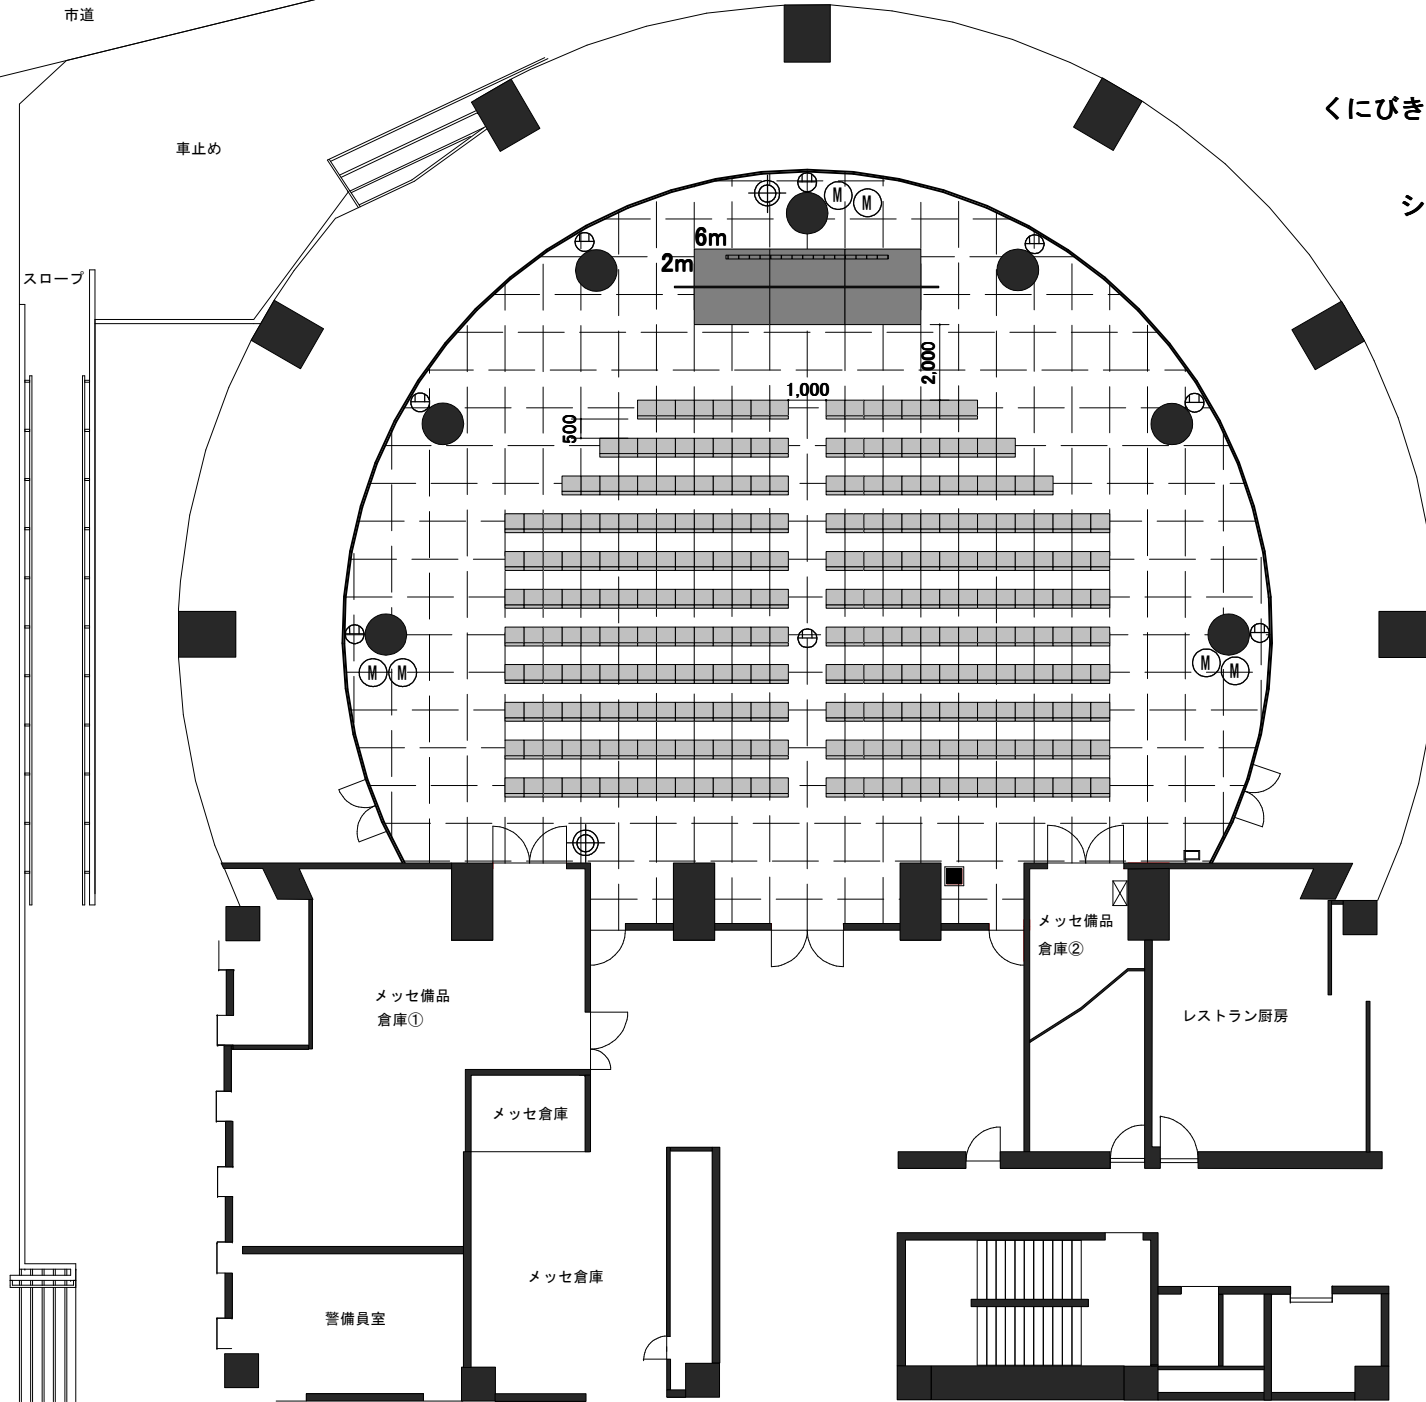 市道
くにびき
車止め
M
M
シ
6m
2m
スロープ
2,000
1,000
500
M
M
M
M
メッセ備品
倉庫②
メッセ備品
倉庫①
レストラン厨房
メッセ倉庫
メッセ倉庫
警備員室